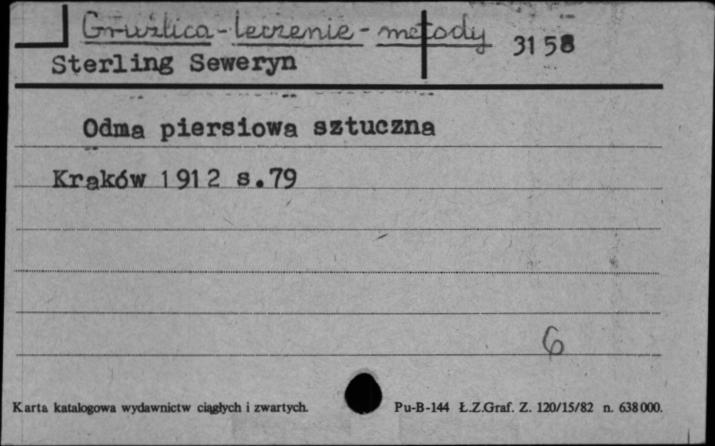 Gruźlica - leczenie - metody 3158
Sterling Seweryn
Odma piersiowa sztuczna
Kraków 1912 s.79
6
Karta katalogowa wydawnictw ciągłych i zwartych. Pu-B-144 Ł.Z.Graf. Z. 120/15/82 n. 638000.